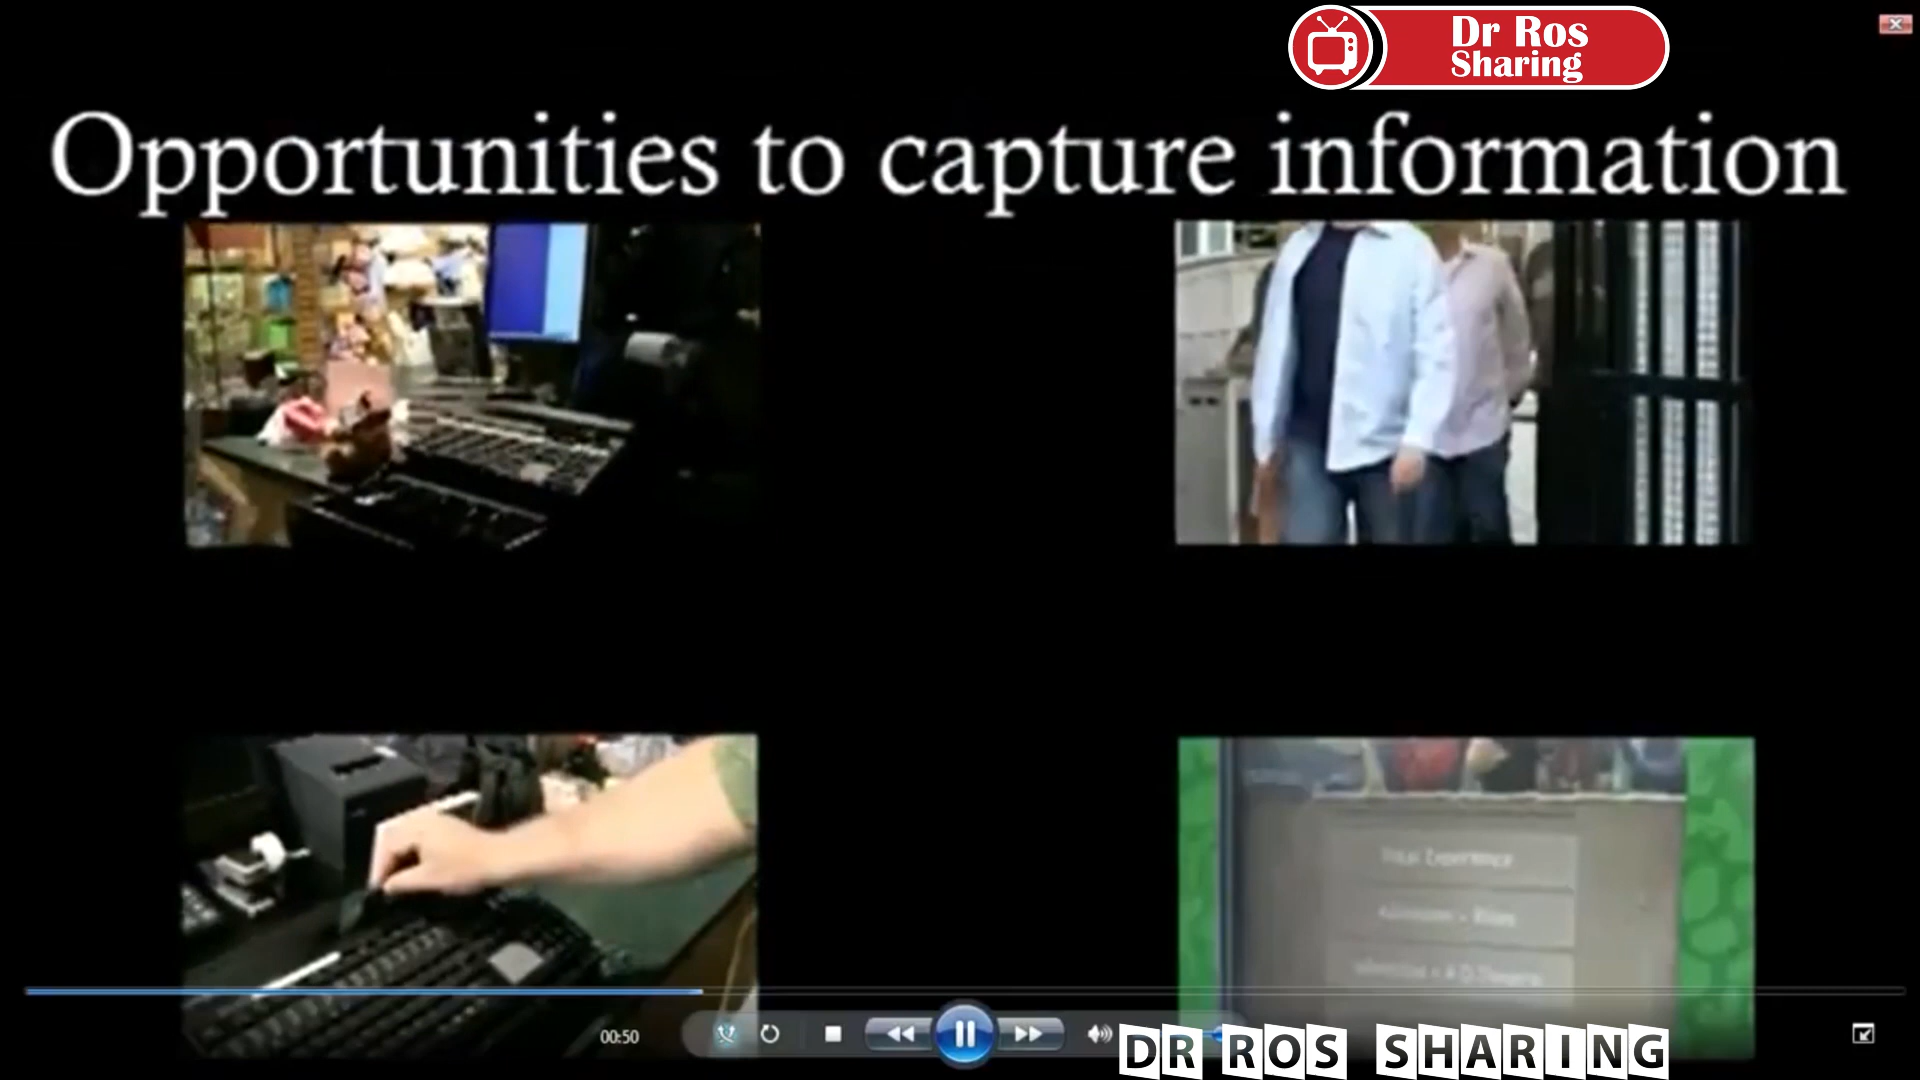 Dr Ros
Sharing
Opportunities to capture information
00:50
DR ROS SHARING